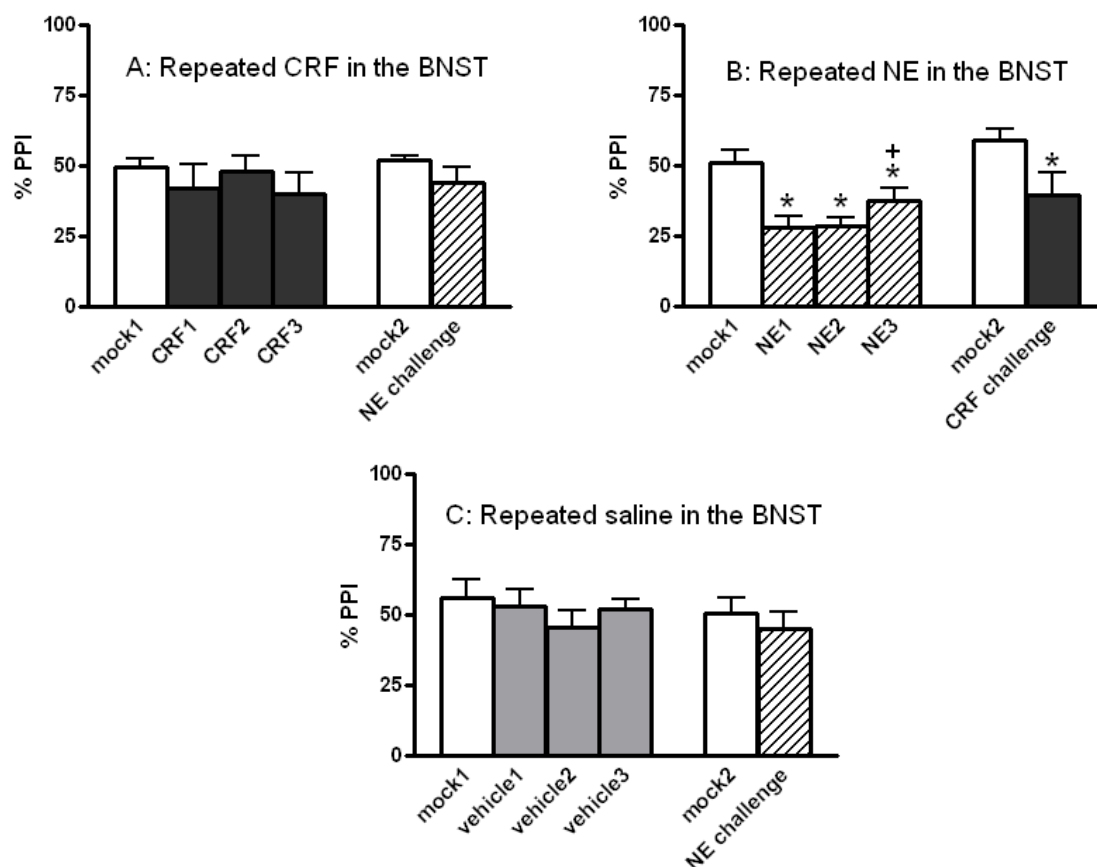 A: Repeated CRF in the BNST
% PPI
100
75
50
25
0
mock1
CRF1
CRF2
CRF3
mock2
NE challenge
B: Repeated NE in the BNST
% PPI
100
75
50
25
0
*
*
+
*
*
mock1
NE1
NE2
NE3
mock2
CRF challenge
C: Repeated saline in the BNST
% PPI
100
75
50
25
0
mock1
vehicle1
vehicle2
vehicle3
mock2
NE challenge